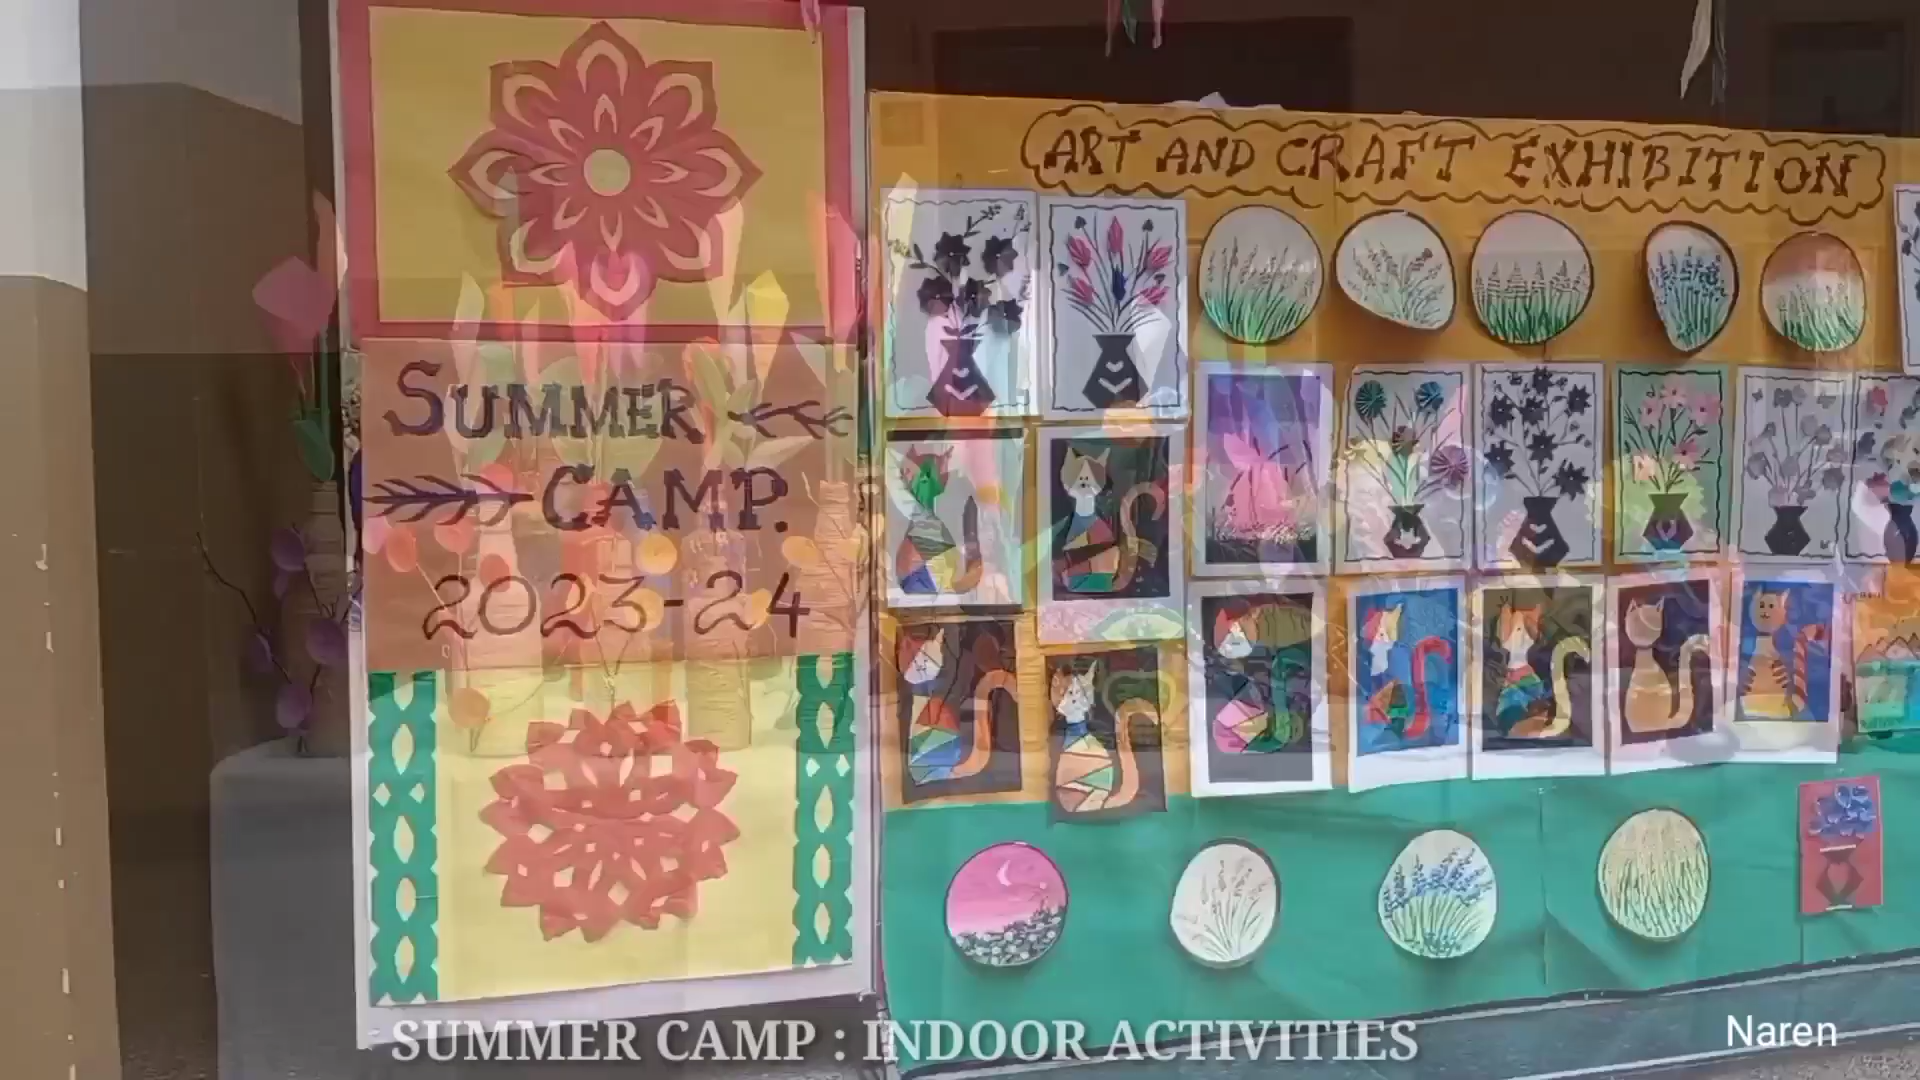 SUMMER
CAMP.
2023-24
ART AND CRAFT EXHIBITION
SUMMER CAMP : INDOOR ACTIVITIES
Naren